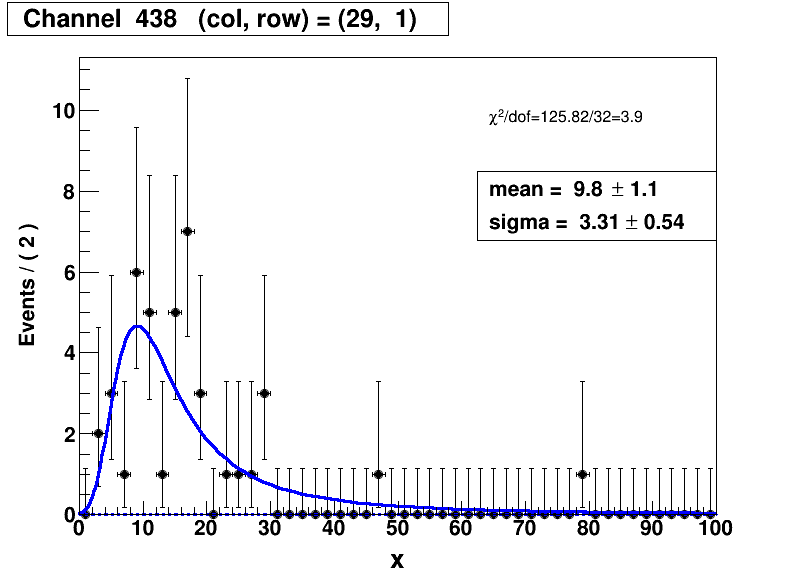 Channel 438 (col, row) = (29, 1)
χ²/dof=125.82/32=3.9
mean = 9.8 ± 1.1
sigma = 3.31 ± 0.54
Events / ( 2 )
10
8
6
4
2
0
0 10 20 30 40 50 60 70 80 90 100
x